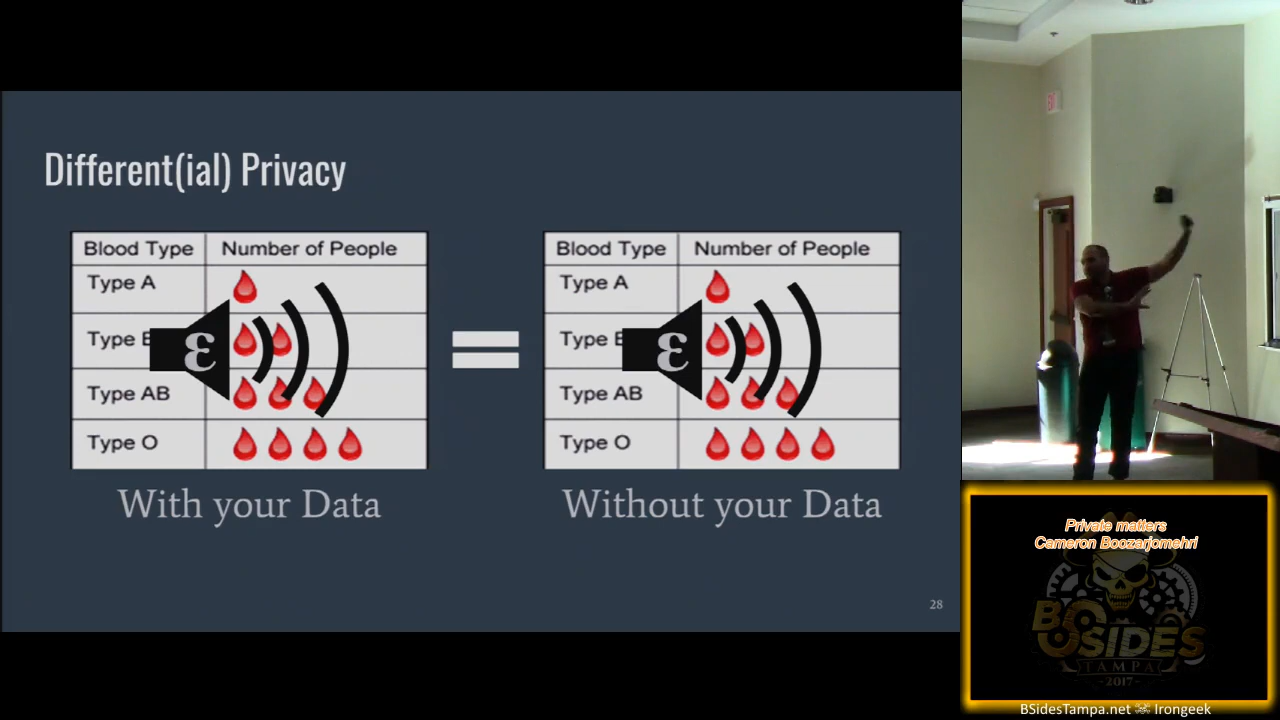 Different(ial) Privacy
Blood Type Number of People
Type A
Type
ε
Type AB
Type O
With your Data
Blood Type Number of People
Type A
Type
ε
Type AB
Type O
Without your Data
28
Private matters
Cameron Boozarjomehri
BSIDES
TAMPA
-2017-
BSidesTampa.net Irongeek